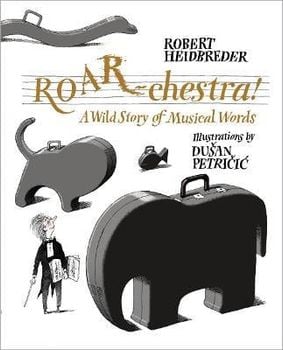 ROBERT
HEIDBREDER
ROAR-chestra!
A Wild Story of Musical Words
Illustrations by
DUŠAN
PETRIČIĆ